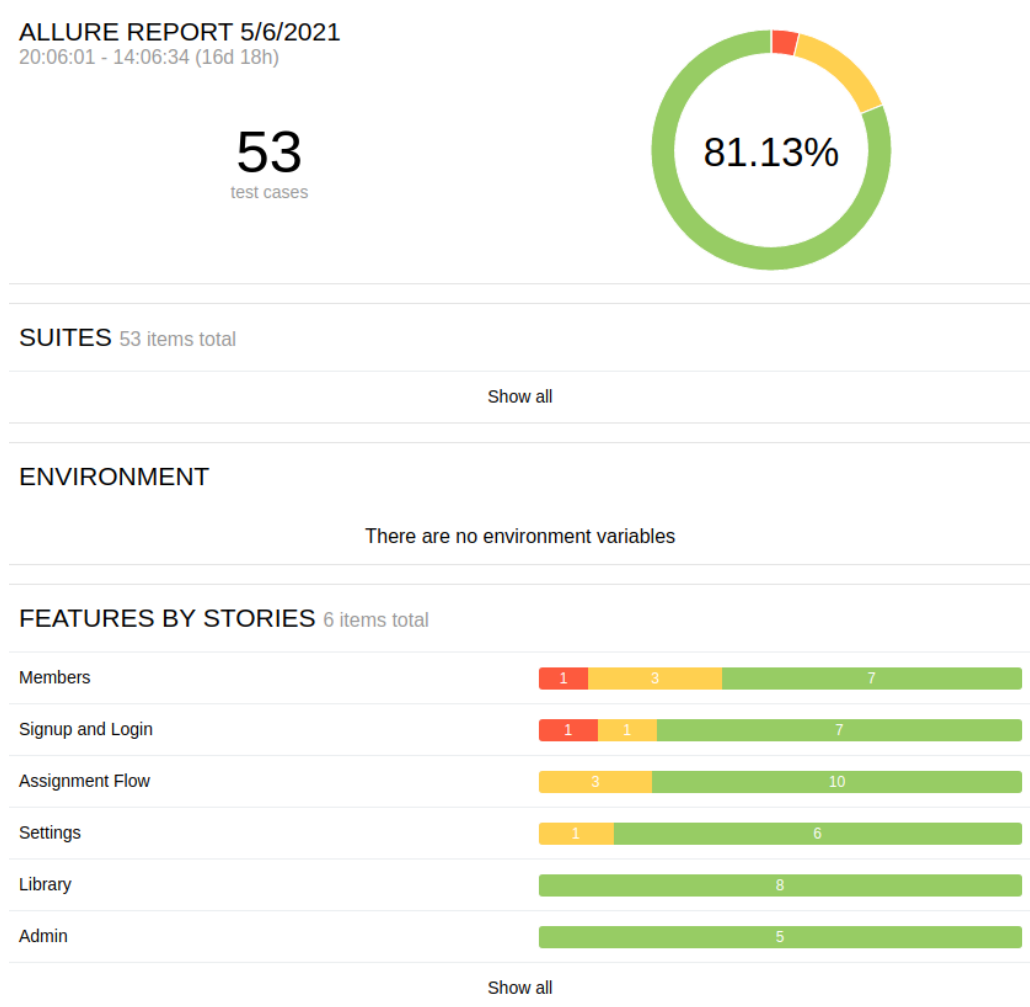 ALLURE REPORT 5/6/2021
20:06:01 - 14:06:34 (16d 18h)
53
test cases
81.13%
SUITES 53 items total
Show all
ENVIRONMENT
There are no environment variables
FEATURES BY STORIES 6 items total
Members 1 3 7
Signup and Login 1 1 7
Assignment Flow 3 10
Settings 1 6
Library 8
Admin 5
Show all